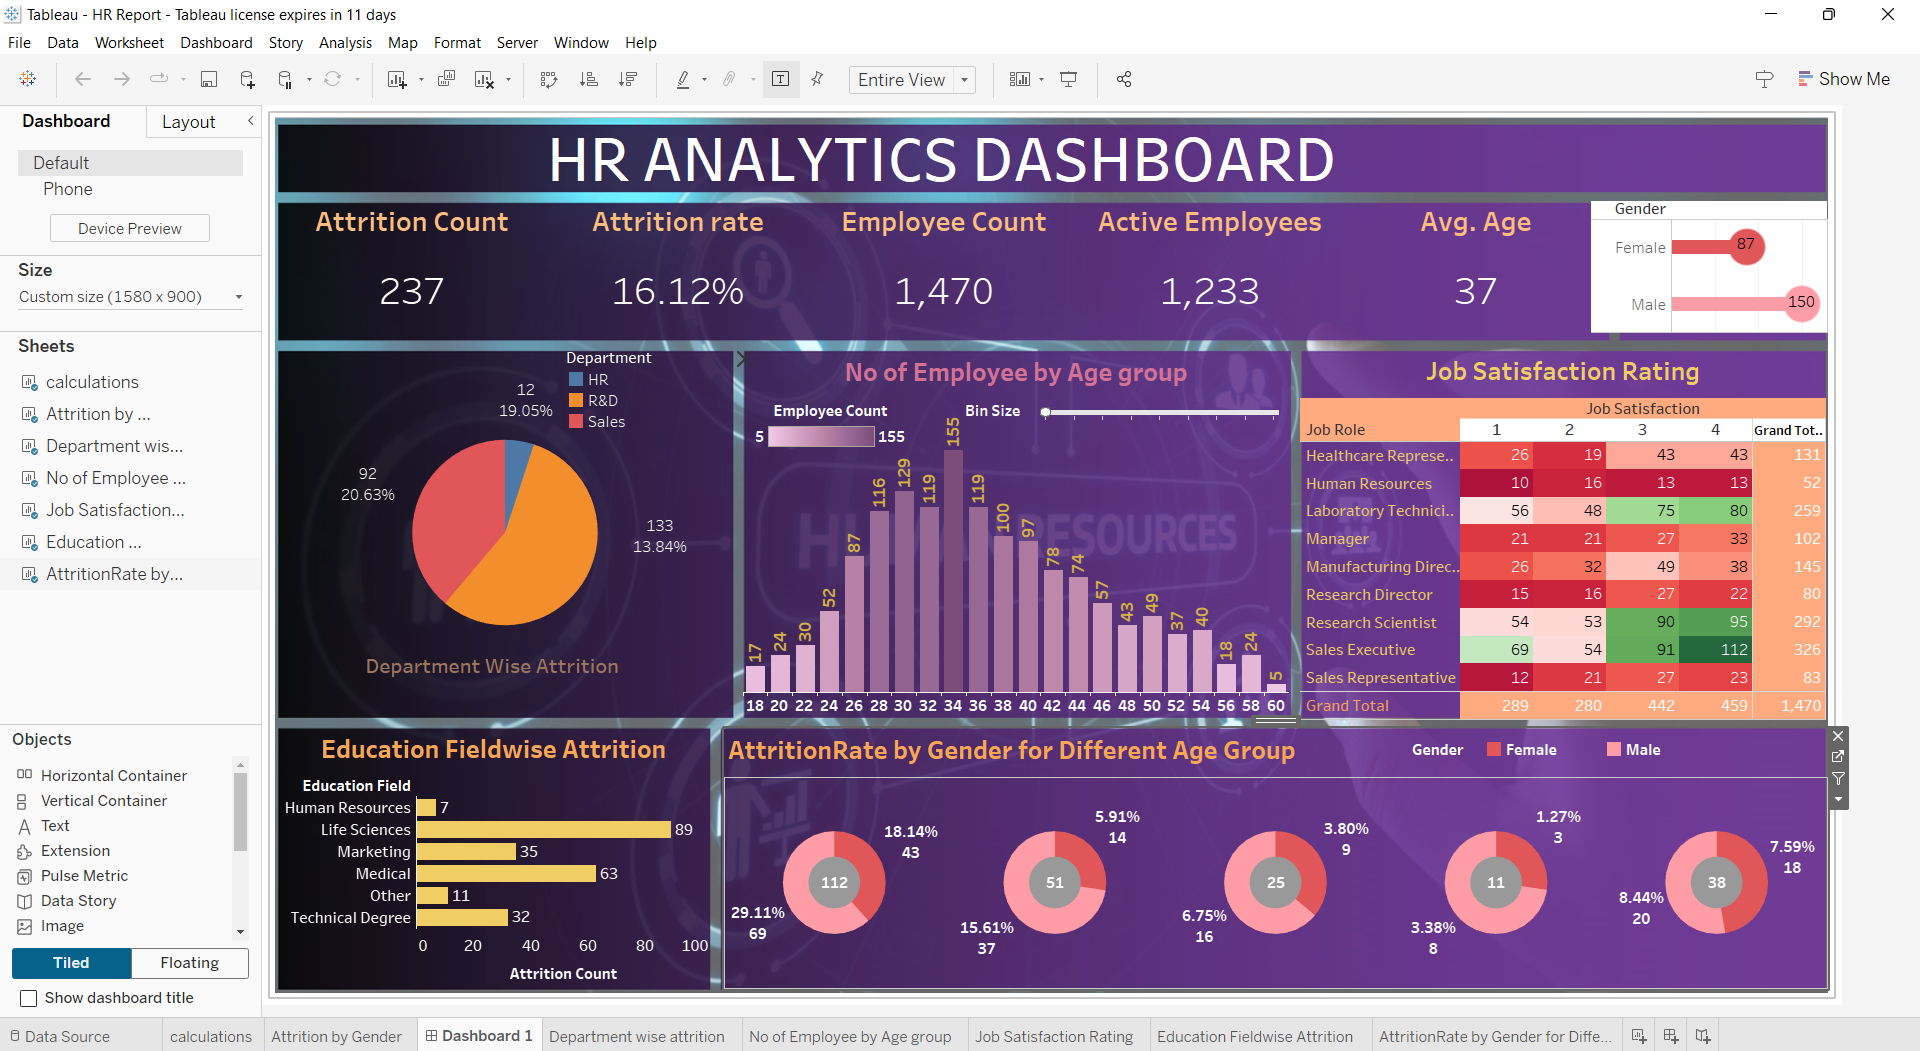 Tableau - HR Report - Tableau license expires in 11 days
File Data Worksheet Dashboard Story Analysis Map Format Server Window Help
Entire View
Show Me
Dashboard Layout
Default
Phone
Device Preview
Size
Custom size (1580 x 900)
Sheets
calculations
Attrition by ...
Department wis...
No of Employee ...
Job Satisfaction...
Education ...
AttritionRate by...
Objects
Horizontal Container
Vertical Container
Text
Extension
Pulse Metric
Data Story
Image
Tiled Floating
Show dashboard title
HR ANALYTICS DASHBOARD
Attrition Count Attrition rate Employee Count Active Employees Avg. Age
237 16.12% 1,470 1,233 37
Gender
Female 87
Male 150
Department
HR
R&D
Sales
12
19.05%
92
20.63%
133
13.84%
Department Wise Attrition
No of Employee by Age group
Employee Count Bin Size
5 155
17 24 30 52 87 116 129 119 155 119 100 97 78 74 57 43 49 37 40 18 24 5
18 20 22 24 26 28 30 32 34 36 38 40 42 44 46 48 50 52 54 56 58 60
HUMAN RESOURCES
Job Satisfaction Rating
Job Satisfaction
Job Role 1 2 3 4 Grand Tot..
Healthcare Represe.. 26 19 43 43 131
Human Resources 10 16 13 13 52
Laboratory Technici.. 56 48 75 80 259
Manager 21 21 27 33 102
Manufacturing Direc.. 26 32 49 38 145
Research Director 15 16 27 22 80
Research Scientist 54 53 90 95 292
Sales Executive 69 54 91 112 326
Sales Representative 12 21 27 23 83
Grand Total 289 280 442 459 1,470
Education Fieldwise Attrition
Education Field
Human Resources 7
Life Sciences 89
Marketing 35
Medical 63
Other 11
Technical Degree 32
0 20 40 60 80 100
Attrition Count
AttritionRate by Gender for Different Age Group
Gender Female Male
18.14%
43
112
29.11%
69
5.91%
14
51
15.61%
37
3.80%
9
25
6.75%
16
1.27%
3
11
3.38%
8
7.59%
18
38
8.44%
20
Data Source calculations Attrition by Gender Dashboard 1 Department wise attrition No of Employee by Age group Job Satisfaction Rating Education Fieldwise Attrition AttritionRate by Gender for Diffe...